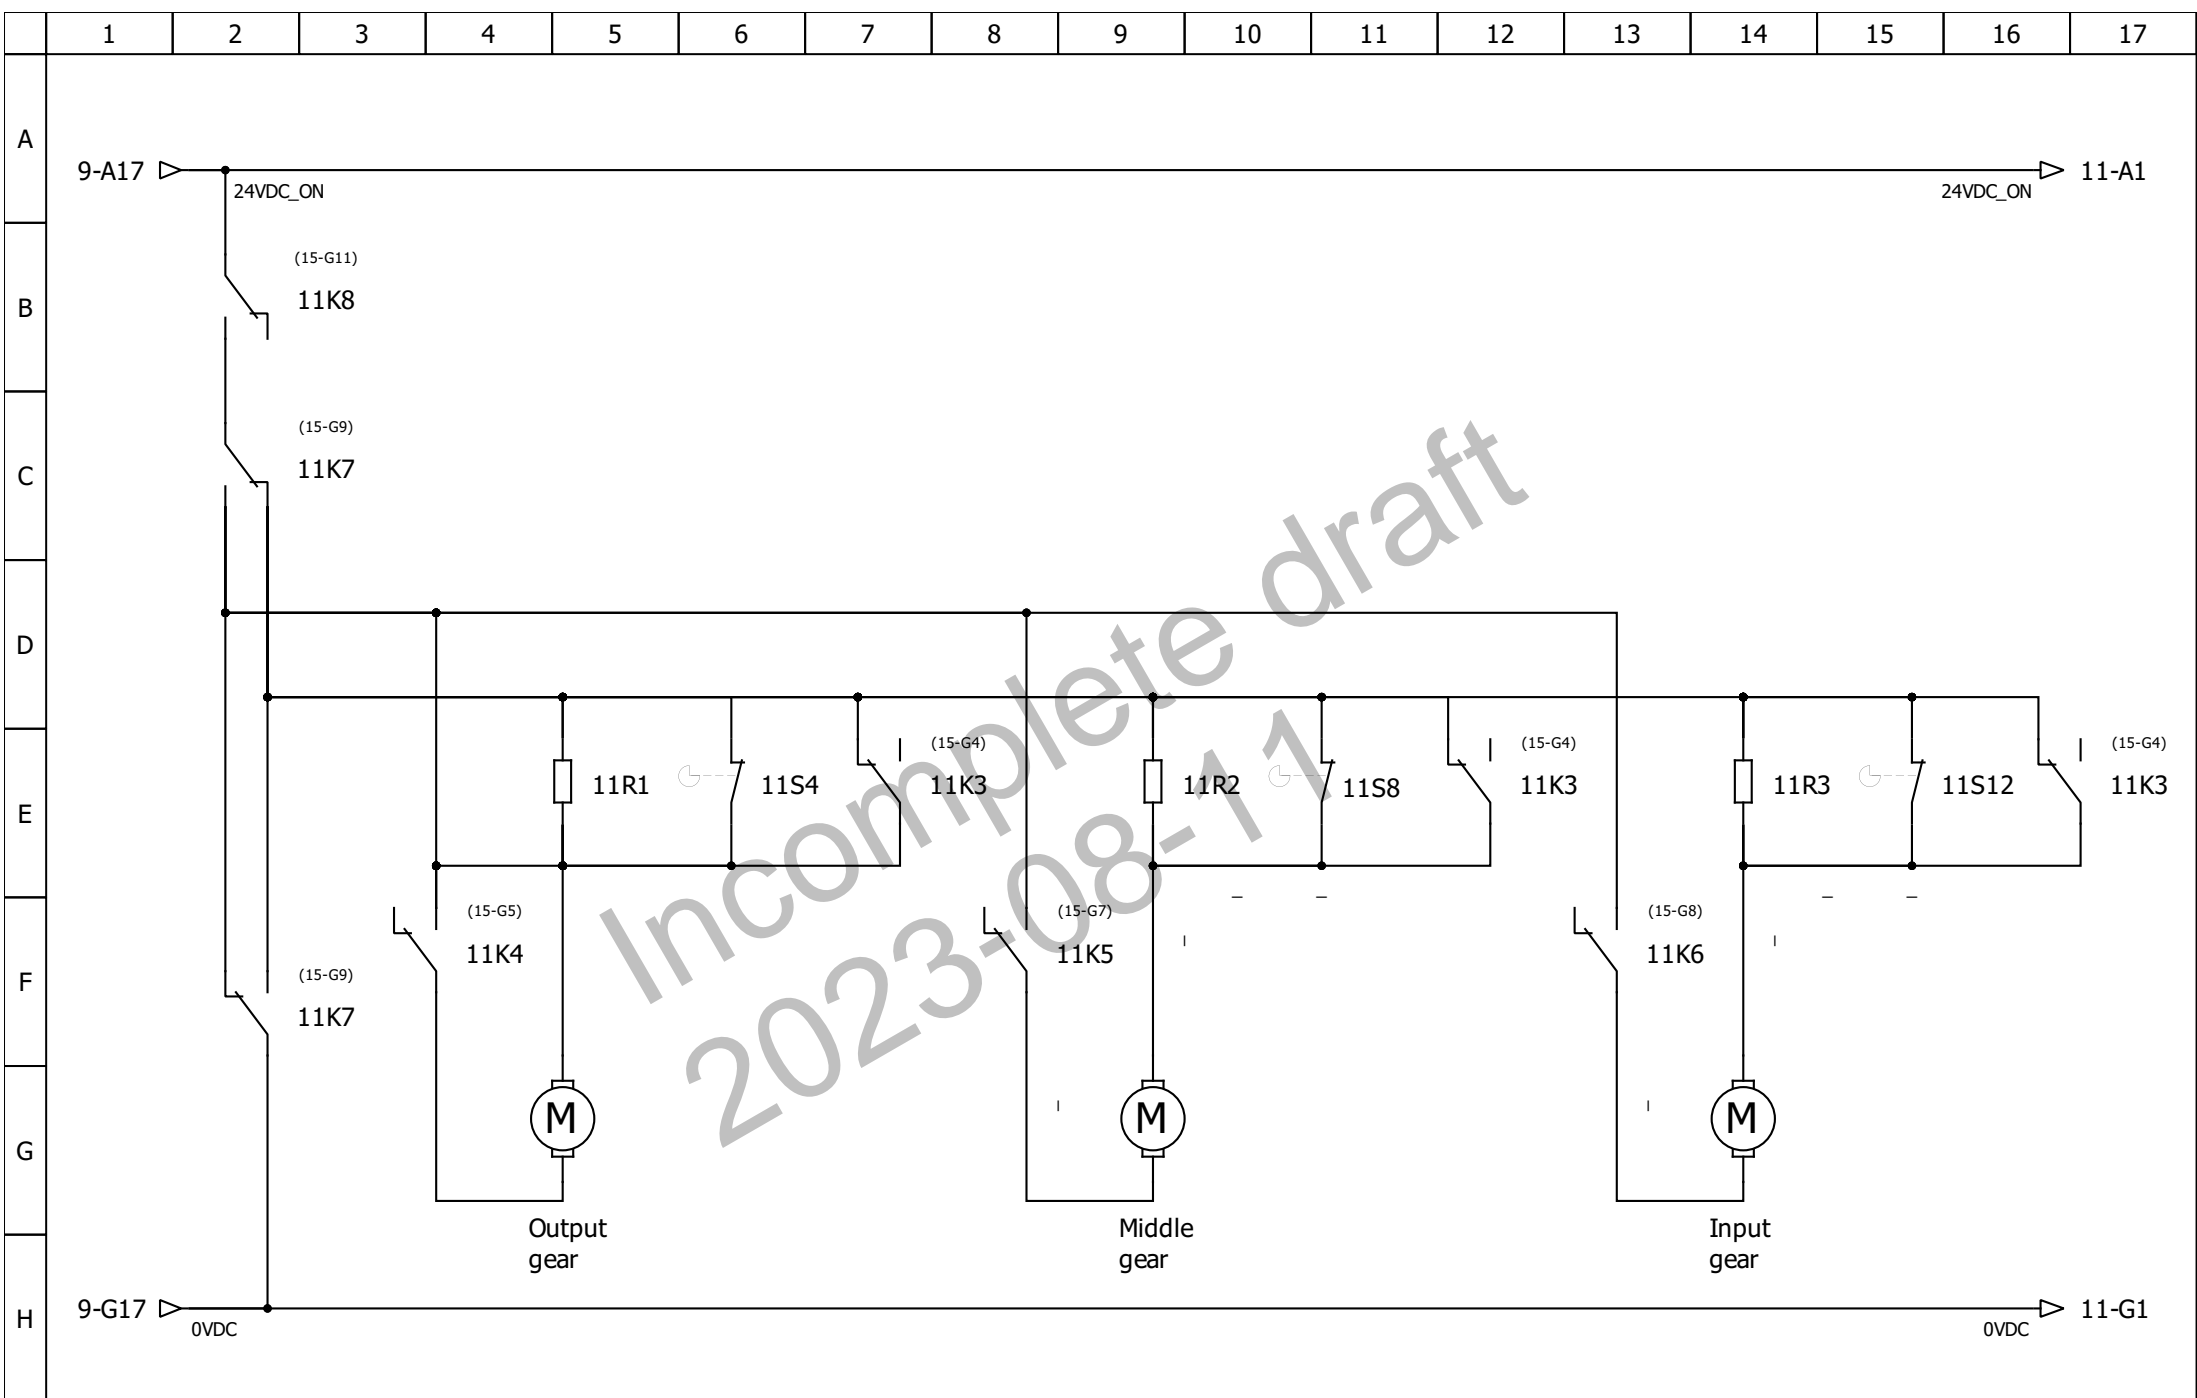 1 2 3 4 5 6 7 8 9 10 11 12 13 14 15 16 17
A
9-A17
11-A1
24VDC_ON
24VDC_ON
(15-G11)
B
11K8
(15-G9)
C
11K7
D
(15-G4)
(15-G4)
(15-G4)
11R1
11S4
11K3
11R2
11S8
11K3
11R3
11S12
11K3
E
(15-G5)
(15-G7)
(15-G8)
11K4
11K5
11K6
(15-G9)
F
11K7
M
M
M
G
Output
gear
Middle
gear
Input
gear
9-G17
11-G1
H
0VDC
0VDC
Incomplete draft
2023-08-11